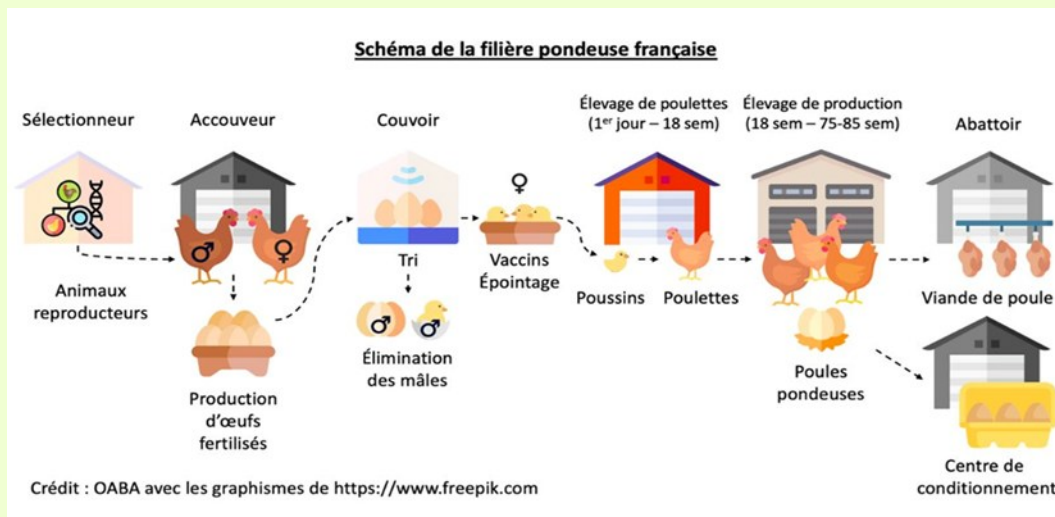 Schéma de la filière pondeuse française
Sélectionneur
Accouveur
Couvoir
Élevage de poulettes
(1er jour – 18 sem)
Élevage de production
(18 sem – 75-85 sem)
Abattoir
♂
♀
♀
Animaux
reproducteurs
Tri
Vaccins
Épointage
Poussins
Poulettes
Viande de poule
♂
♂
Production
d'œufs
fertilisés
Élimination
des mâles
Poules
pondeuses
Centre de
conditionnement
Crédit : OABA avec les graphismes de https://www.freepik.com